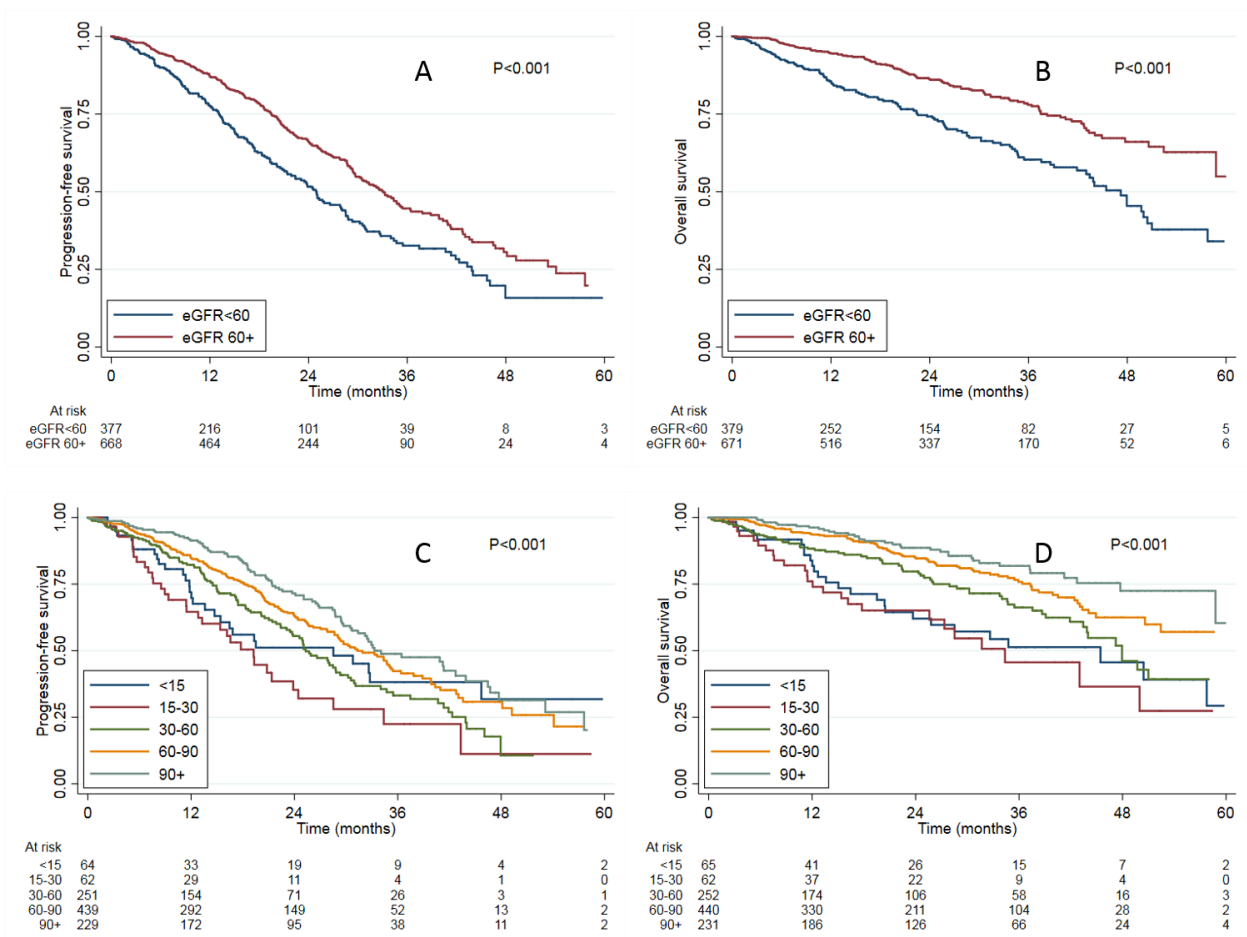 A
P<0.001
Progression-free survival
1.00
0.75
0.50
0.25
0.00
eGFR<60
eGFR 60+
0 12 24 36 48 60
Time (months)
At risk
eGFR<60 377 216 101 39 8 3
eGFR 60+ 668 464 244 90 24 4
B
P<0.001
Overall survival
1.00
0.75
0.50
0.25
0.00
eGFR<60
eGFR 60+
0 12 24 36 48 60
Time (months)
At risk
eGFR<60 379 252 154 82 27 5
eGFR 60+ 671 516 337 170 52 6
C
P<0.001
Progression-free survival
1.00
0.75
0.50
0.25
0.00
<15
15-30
30-60
60-90
90+
0 12 24 36 48 60
Time (months)
At risk
<15 64 33 19 9 4 2
15-30 62 29 11 4 1 0
30-60 251 154 71 26 3 1
60-90 439 292 149 52 13 2
90+ 229 172 95 38 11 2
D
P<0.001
Overall survival
1.00
0.75
0.50
0.25
0.00
<15
15-30
30-60
60-90
90+
0 12 24 36 48 60
Time (months)
At risk
<15 65 41 26 15 7 2
15-30 62 37 22 9 4 0
30-60 252 174 106 58 16 3
60-90 440 330 211 104 28 2
90+ 231 186 126 66 24 4